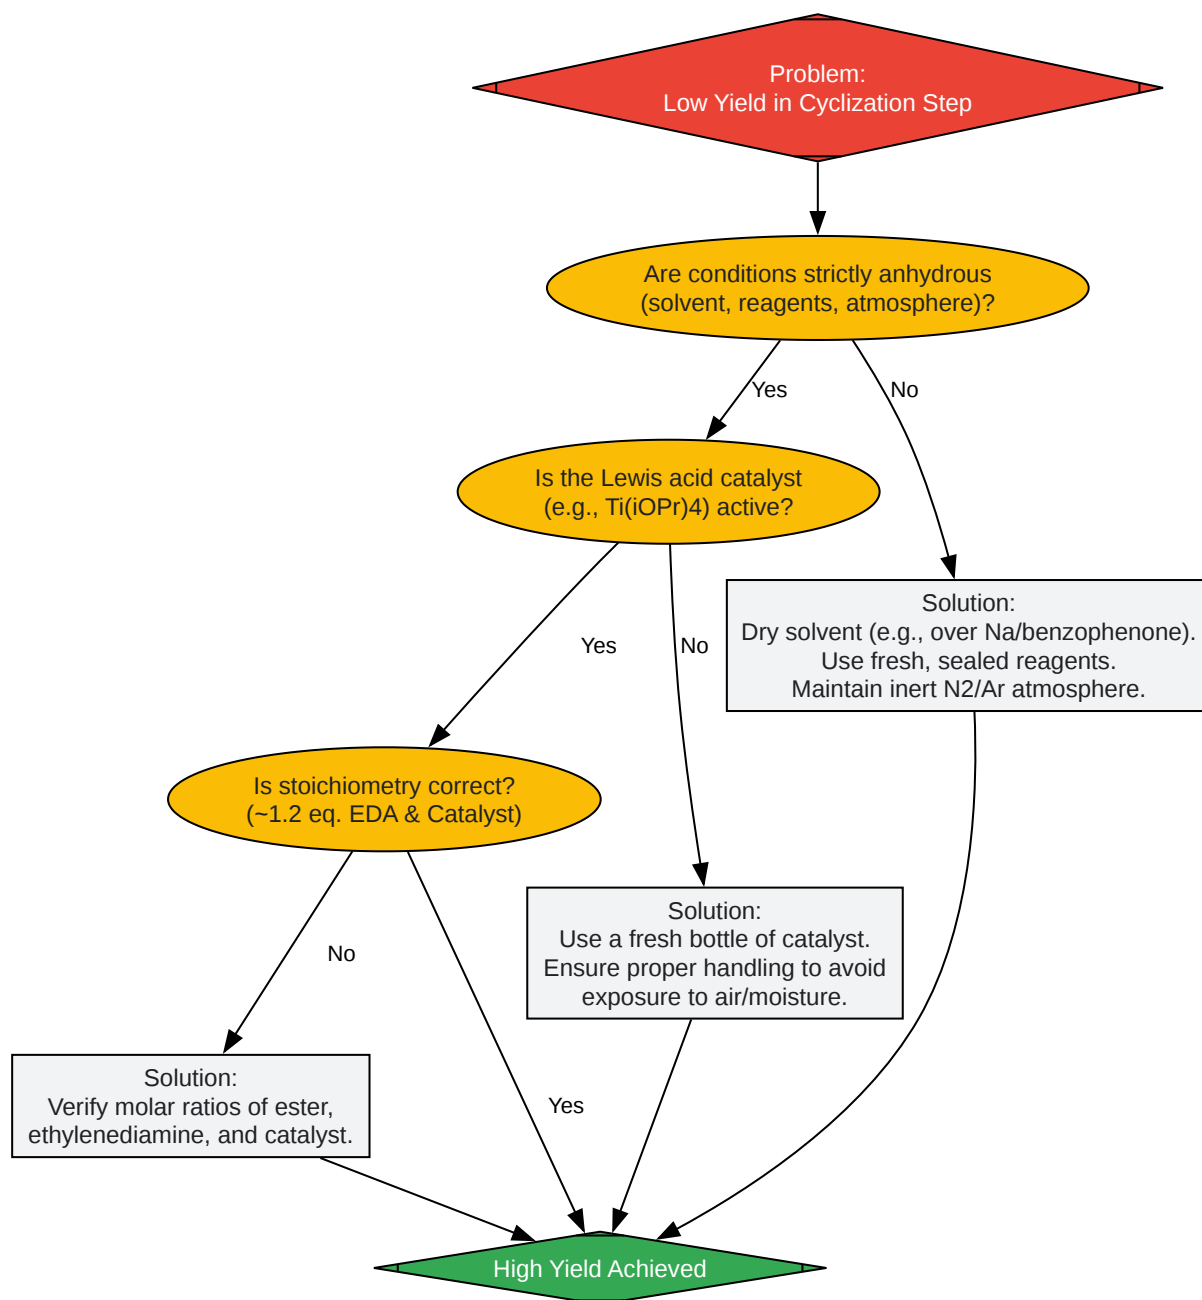 Problem:
Low Yield in Cyclization Step
Are conditions strictly anhydrous
(solvent, reagents, atmosphere)?
Yes
No
Is the Lewis acid catalyst
(e.g., Ti(iOPr)4) active?
Solution:
Dry solvent (e.g., over Na/benzophenone).
Use fresh, sealed reagents.
Maintain inert N2/Ar atmosphere.
Yes
No
Is stoichiometry correct?
(~1.2 eq. EDA & Catalyst)
Solution:
Use a fresh bottle of catalyst.
Ensure proper handling to avoid
exposure to air/moisture.
No
Yes
Solution:
Verify molar ratios of ester,
ethylenediamine, and catalyst.
High Yield Achieved